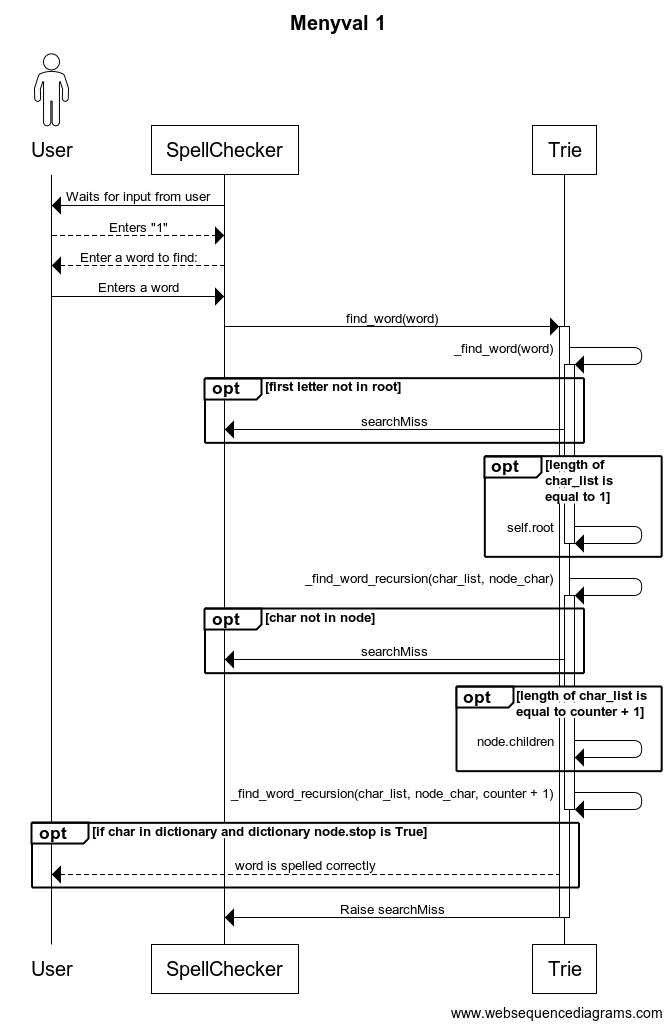 Menyval 1
User
SpellChecker
Trie
Waits for input from user
Enters "1"
Enter a word to find:
Enters a word
find_word(word)
_find_word(word)
opt [first letter not in root]
searchMiss
opt [length of
char_list is
equal to 1]
self.root
_find_word_recursion(char_list, node_char)
opt [char not in node]
searchMiss
opt [length of char_list is
equal to counter + 1]
node.children
_find_word_recursion(char_list, node_char, counter + 1)
opt [if char in dictionary and dictionary node.stop is True]
word is spelled correctly
Raise searchMiss
User
SpellChecker
Trie
www.websequencediagrams.com